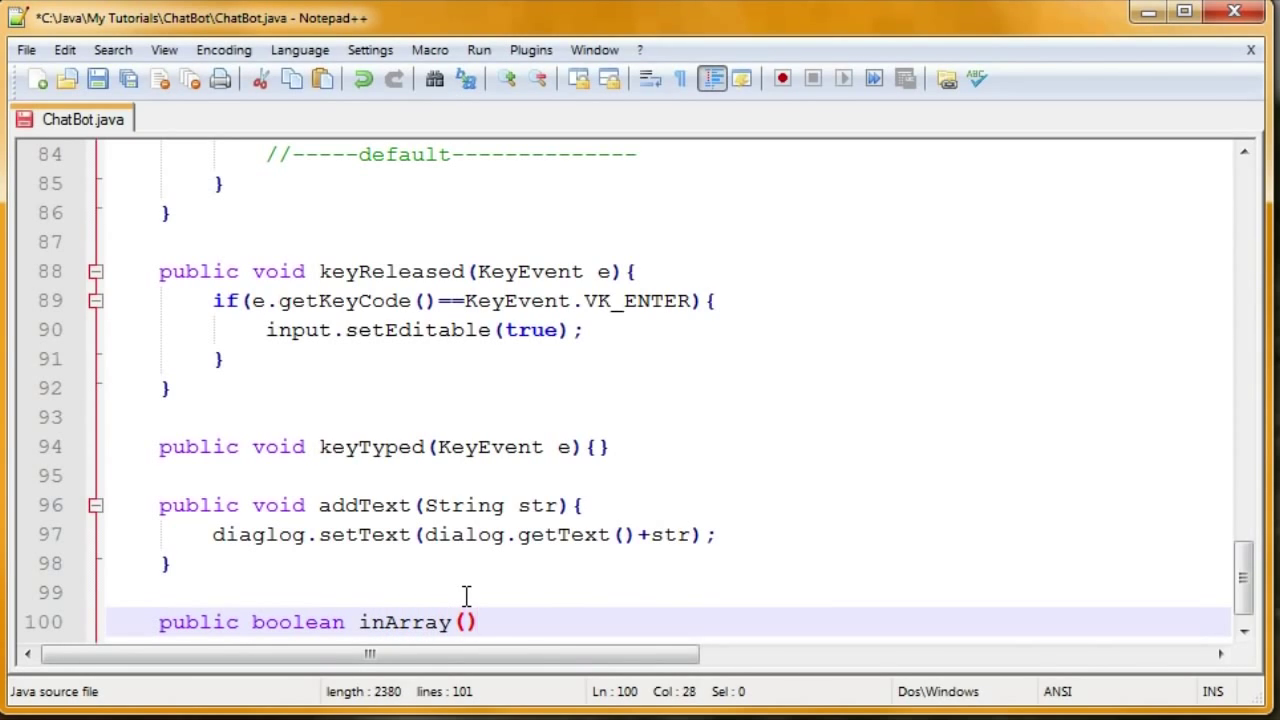 *C:\Java\My Tutorials\ChatBot\ChatBot.java - Notepad++
File Edit Search View Encoding Language Settings Macro Run Plugins Window ? X
ABC
ChatBot.java
84 //-----default--------------
85 }
86 }
87
88 public void keyReleased(KeyEvent e){
89 if(e.getKeyCode()==KeyEvent.VK_ENTER){
90 input.setEditable(true);
91 }
92 }
93
94 public void keyTyped(KeyEvent e){}
95
96 public void addText(String str){
97 diaglog.setText(dialog.getText()+str);
98 }
99
100 public boolean inArray()
Java source file length : 2380 lines : 101 Ln : 100 Col : 28 Sel : 0 Dos\Windows ANSI INS